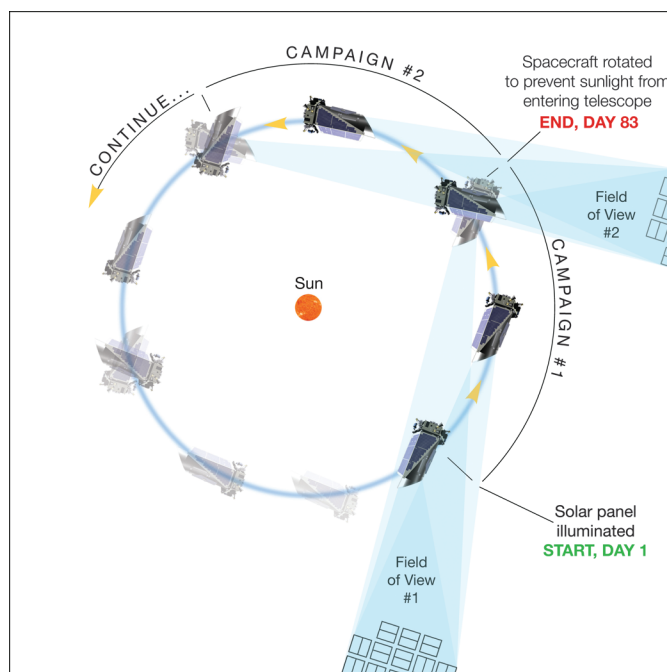 CAMPAIGN #2
Spacecraft rotated
to prevent sunlight from
entering telescope
END, DAY 83
CONTINUE...
Field
of View
#2
CAMPAIGN #1
Sun
Solar panel
illuminated
START, DAY 1
Field
of View
#1